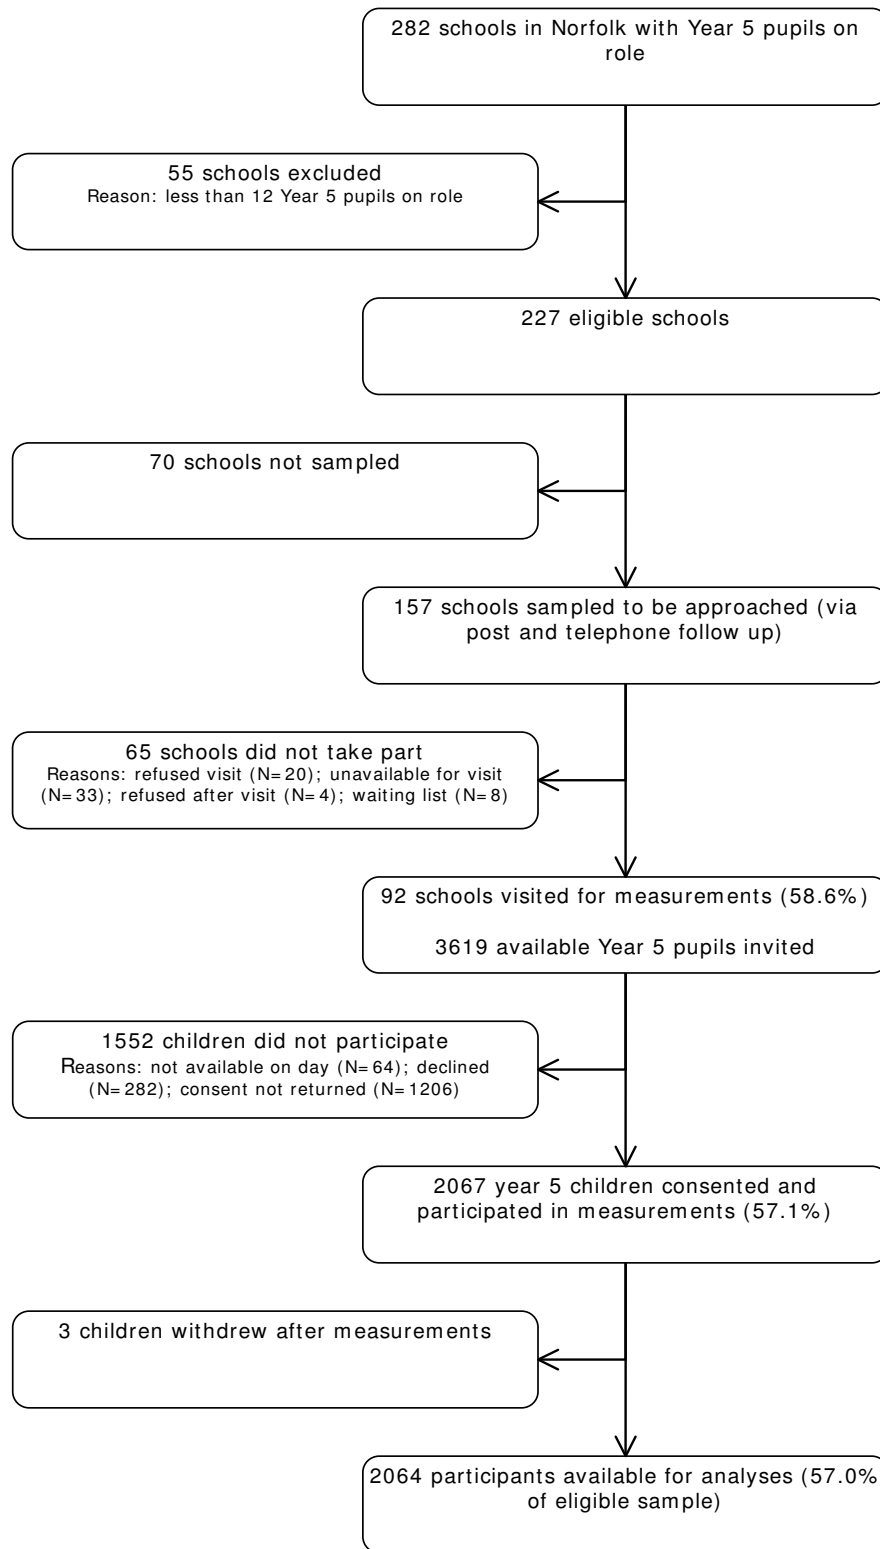 282 schools in Norfolk with Year 5 pupils on
role
55 schools excluded
Reason: less than 12 Year 5 pupils on role
227 eligible schools
70 schools not sampled
157 schools sampled to be approached (via
post and telephone follow up)
65 schools did not take part
Reasons: refused visit (N=20); unavailable for visit
(N=33); refused after visit (N=4); waiting list (N=8)
92 schools visited for measurements (58.6%)
3619 available Year 5 pupils invited
1552 children did not participate
Reasons: not available on day (N=64); declined
(N=282); consent not returned (N=1206)
2067 year 5 children consented and
participated in measurements (57.1%)
3 children withdrew after measurements
2064 participants available for analyses (57.0%
of eligible sample)